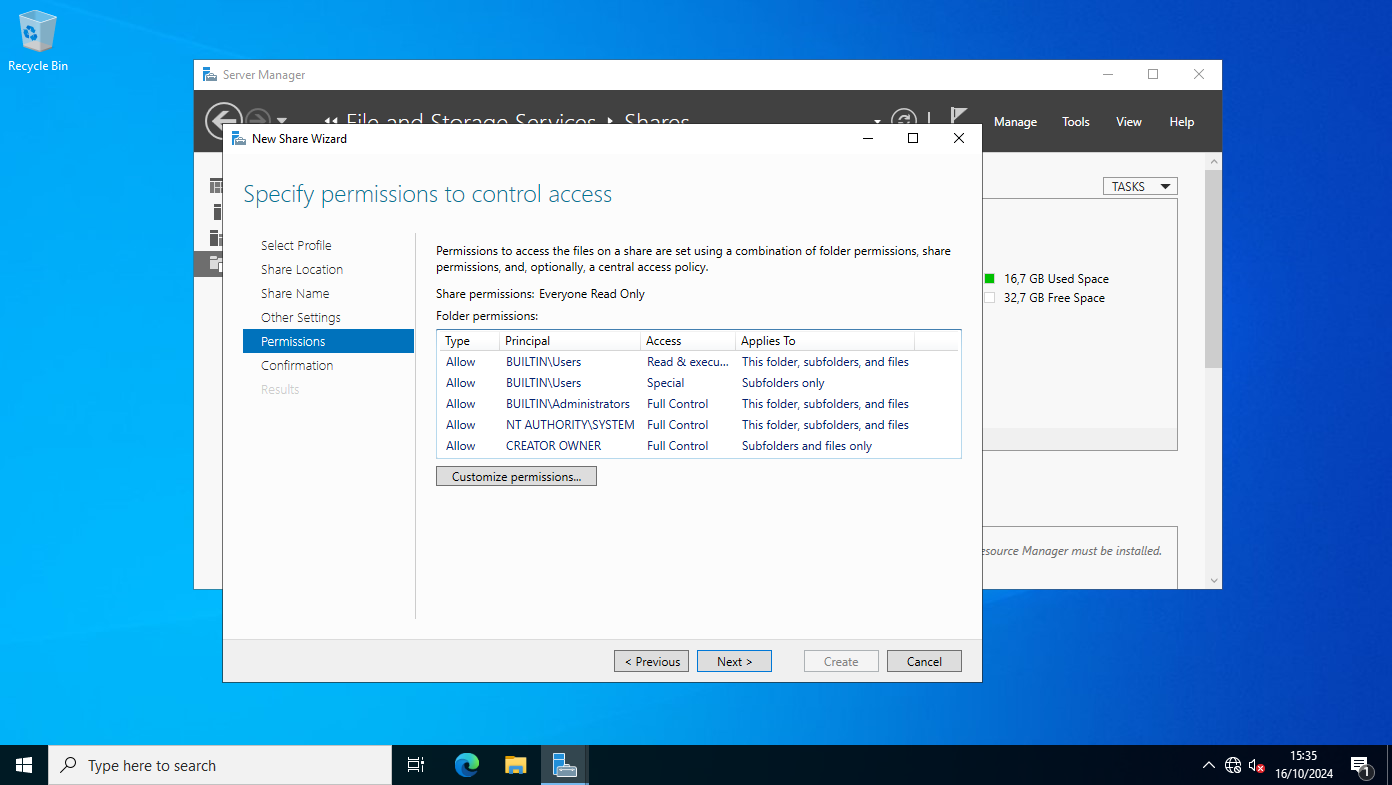 Recycle Bin
Server Manager
File and Storage Services ‣ Shares
Manage Tools View Help
New Share Wizard
TASKS
Specify permissions to control access
Select Profile
Share Location
Share Name
Other Settings
Permissions
Confirmation
Results
Permissions to access the files on a share are set using a combination of folder permissions, share
permissions, and, optionally, a central access policy.
Share permissions: Everyone Read Only
Folder permissions:
Type Principal Access Applies To
Allow BUILTIN\Users Read & execu... This folder, subfolders, and files
Allow BUILTIN\Users Special Subfolders only
Allow BUILTIN\Administrators Full Control This folder, subfolders, and files
Allow NT AUTHORITY\SYSTEM Full Control This folder, subfolders, and files
Allow CREATOR OWNER Full Control Subfolders and files only
Customize permissions...
16,7 GB Used Space
32,7 GB Free Space
esource Manager must be installed.
< Previous Next > Create Cancel
Type here to search
15:35
16/10/2024
1